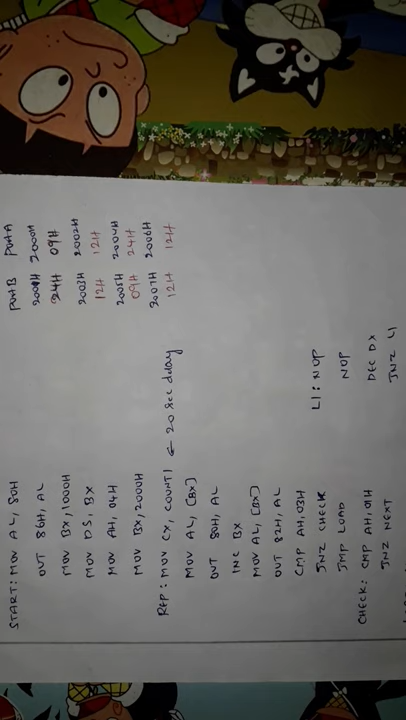 START: MOV AL, 80H
OUT 86H, AL
MOV BX, 1000H
MOV DS, BX
MOV AH, 04H
MOV BX, 2000H
REP: MOV CX, COUNT1 ← 20 sec delay
MOV AL, [BX]
OUT 80H, AL
INC BX
MOV AL, [BX]
OUT 82H, AL
CMP AH, 03H
JNZ CHECK
JMP LOAD
CHECK: CMP AH, 01H
JNZ NEXT
L1: NOP
NOP
DEC DX
JNZ L1
PORTB PORTA
2001H 2000H
24H 09H
2003H 2002H
12H 12H
2005H 2004H
09H 24H
2007H 2006H
12H 12H